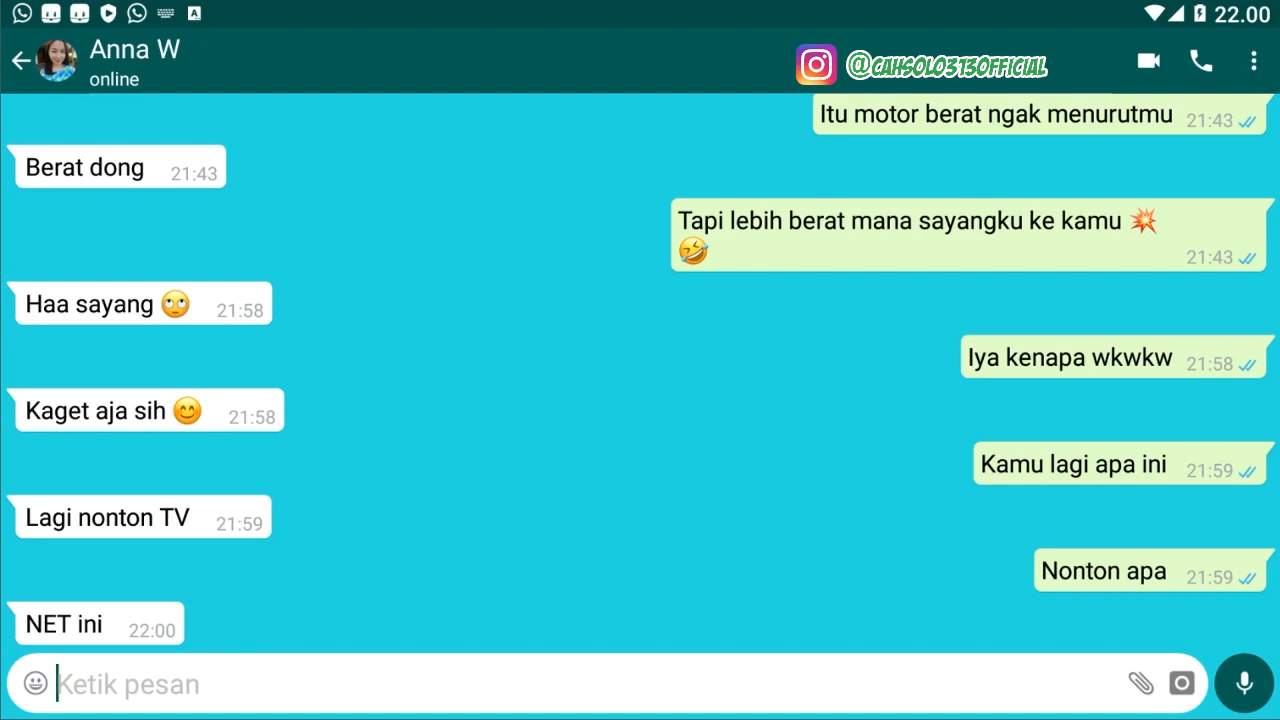 22.00
Anna W
online
@CAHSOLO313OFFICIAL
Itu motor berat ngak menurutmu 21:43
Berat dong 21:43
Tapi lebih berat mana sayangku ke kamu 💥
🤣 21:43
Haa sayang 🙄 21:58
Iya kenapa wkwkw 21:58
Kaget aja sih 😊 21:58
Kamu lagi apa ini 21:59
Lagi nonton TV 21:59
Nonton apa 21:59
NET ini 22:00
Ketik pesan